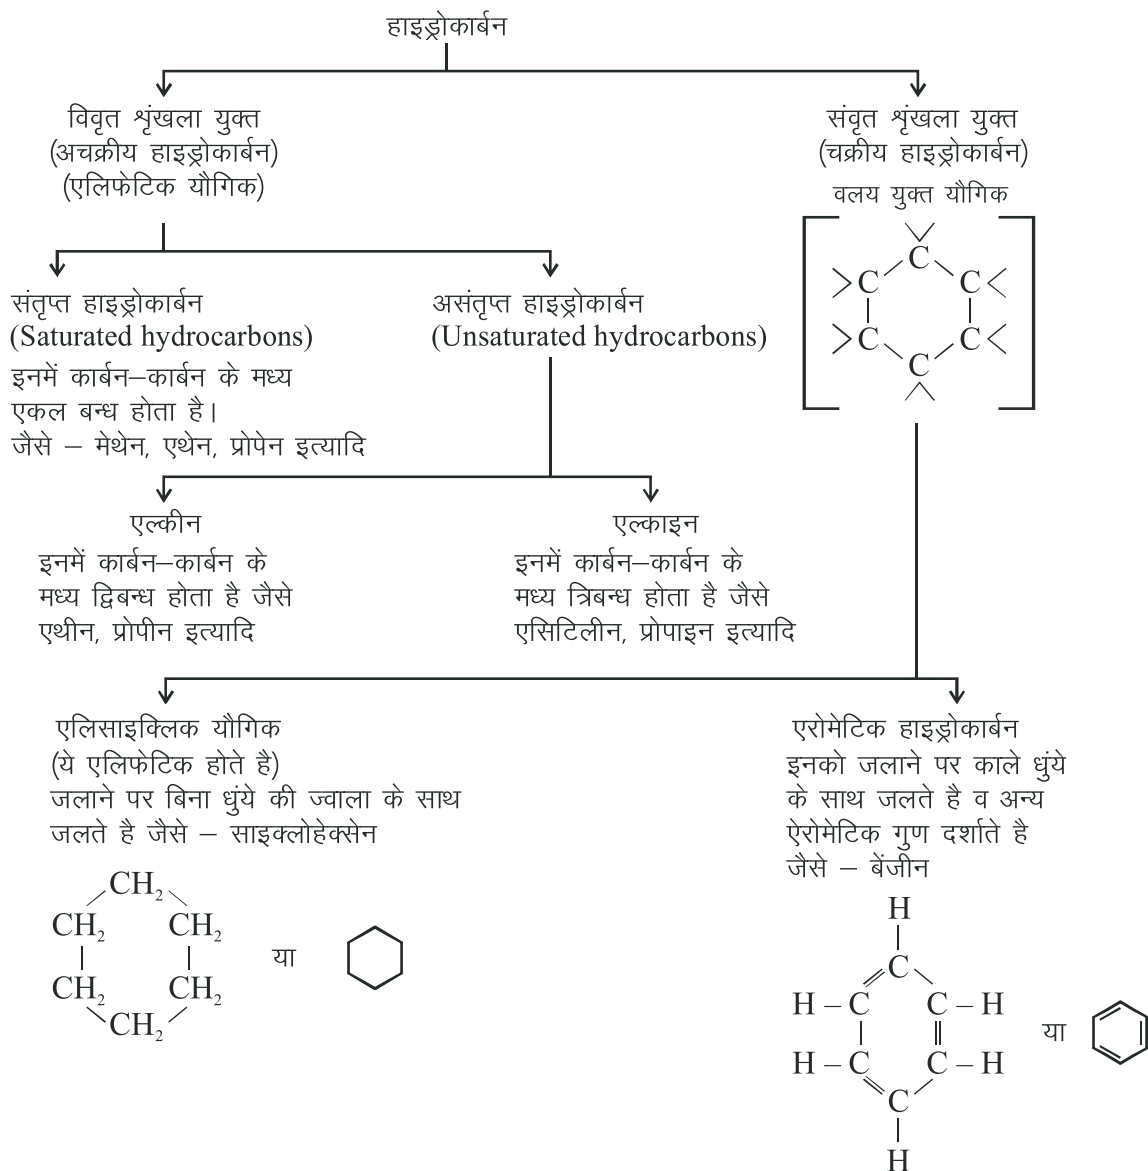 हाइड्रोकार्बन
विवृत शृंखला युक्त
(अचक्रीय हाइड्रोकार्बन)
(एलिफेटिक यौगिक)
संवृत शृंखला युक्त
(चक्रीय हाइड्रोकार्बन)
वलय युक्त यौगिक
C
C C
C C
C
संतृप्त हाइड्रोकार्बन
(Saturated hydrocarbons)
इनमें कार्बन–कार्बन के मध्य
एकल बन्ध होता है।
जैसे – मेथेन, एथेन, प्रोपेन इत्यादि
असंतृप्त हाइड्रोकार्बन
(Unsaturated hydrocarbons)
एल्कीन
इनमें कार्बन–कार्बन के
मध्य द्विबन्ध होता है जैसे
एथीन, प्रोपीन इत्यादि
एल्काइन
इनमें कार्बन–कार्बन के
मध्य त्रिबन्ध होता है जैसे
एसिटिलीन, प्रोपाइन इत्यादि
एलिसाइक्लिक यौगिक
(ये एलिफेटिक होते है)
जलाने पर बिना धुंये की ज्वाला के साथ
जलते है जैसे – साइक्लोहेक्सेन
CH₂
CH₂ CH₂
या
CH₂ CH₂
CH₂
एरोमेटिक हाइड्रोकार्बन
इनको जलाने पर काले धुंये
के साथ जलते है व अन्य
ऐरोमेटिक गुण दर्शाते है
जैसे – बेंजीन
H
C
H – C C – H
या
H – C C – H
C
H